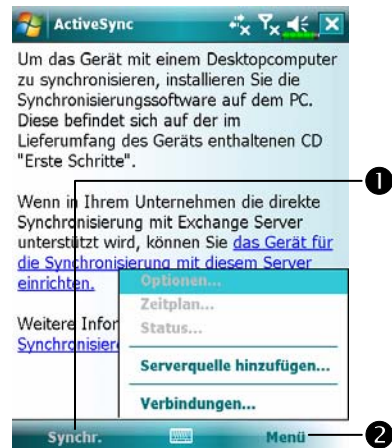 ActiveSync
Um das Gerät mit einem Desktopcomputer
zu synchronisieren, installieren Sie die
Synchronisierungssoftware auf dem PC.
Diese befindet sich auf der im
Lieferumfang des Geräts enthaltenen CD
"Erste Schritte".
Wenn in Ihrem Unternehmen die direkte
Synchronisierung mit Exchange Server
unterstützt wird, können Sie das Gerät für
die Synchronisierung mit diesem Server
einrichten.
Weitere Infor
Synchronisiere
Optionen...
Zeitplan...
Status...
Serverquelle hinzufügen...
Verbindungen...
Synchr.
Menü
1
2